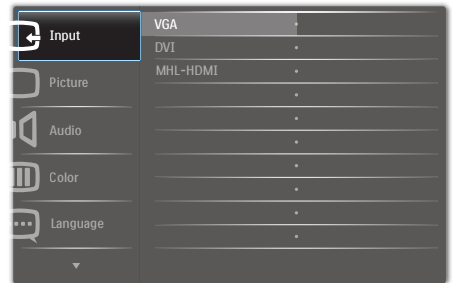 Input
Picture
Audio
Color
Language
VGA
DVI
MHL-HDMI